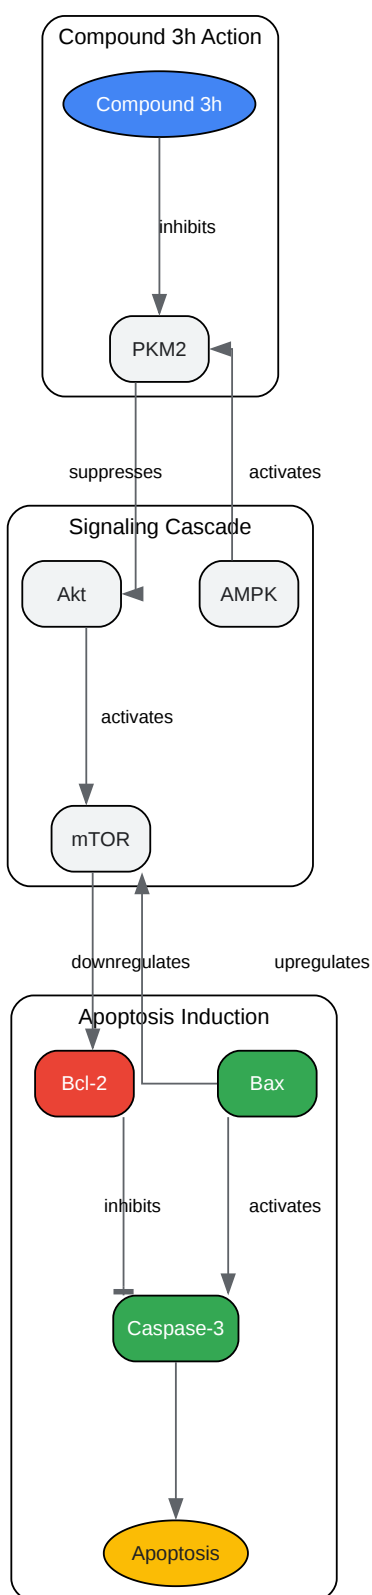 Compound 3h Action
Compound 3h
inhibits
PKM2
suppresses
activates
Signaling Cascade
Akt
AMPK
activates
mTOR
downregulates
upregulates
Apoptosis Induction
Bcl-2
Bax
inhibits
activates
Caspase-3
Apoptosis